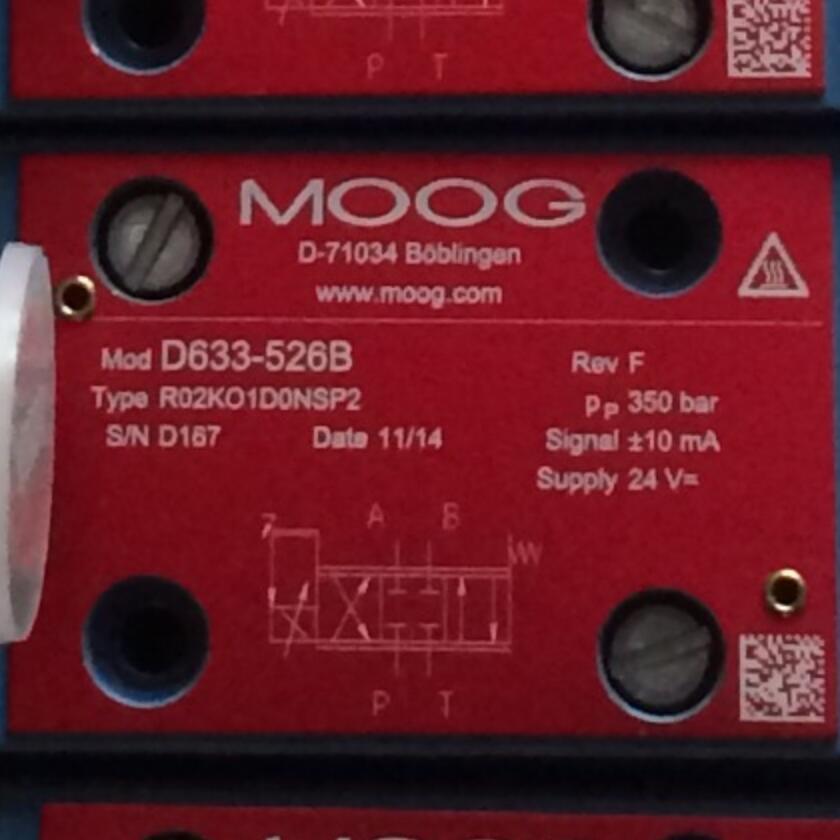 P T
MOOG
D-71034 Böblingen
www.moog.com
Mod D633-526B Rev F
Type R02KO1D0NSP2 pP 350 bar
S/N D167 Date 11/14 Signal ±10 mA
Supply 24 V=
A B
P T